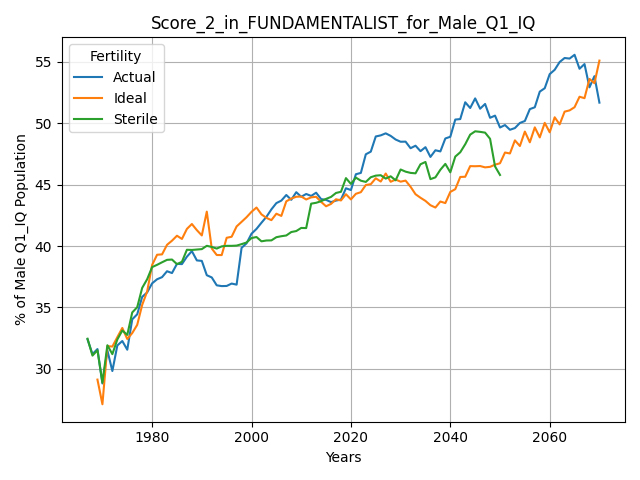 Score_2_in_FUNDAMENTALIST_for_Male_Q1_IQ
Fertility
Actual
Ideal
Sterile
% of Male Q1_IQ Population
55
50
45
40
35
30
1980
2000
2020
2040
2060
Years